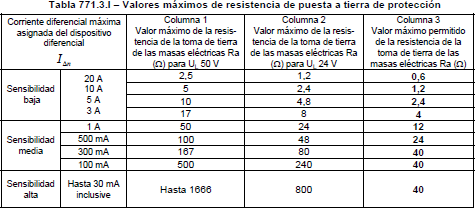 Tabla 771.3.I – Valores máximos de resistencia de puesta a tierra de protección
Corriente diferencial máxima asignada del dispositivo diferencial
I∆n
Columna 1
Valor máximo de la resistencia de la toma de tierra de las masas eléctricas Ra (Ω) para UL 50 V
Columna 2
Valor máximo de la resistencia de la toma de tierra de las masas eléctricas Ra (Ω) para UL 24 V
Columna 3
Valor máximo permitido de la resistencia de la toma de tierra de las masas eléctricas Ra (Ω)
Sensibilidad baja
20 A 2,5 1,2 0,6
10 A 5 2,4 1,2
5 A 10 4,8 2,4
3 A 17 8 4
Sensibilidad media
1 A 50 24 12
500 mA 100 48 24
300 mA 167 80 40
100 mA 500 240 40
Sensibilidad alta
Hasta 30 mA inclusive
Hasta 1666 800 40